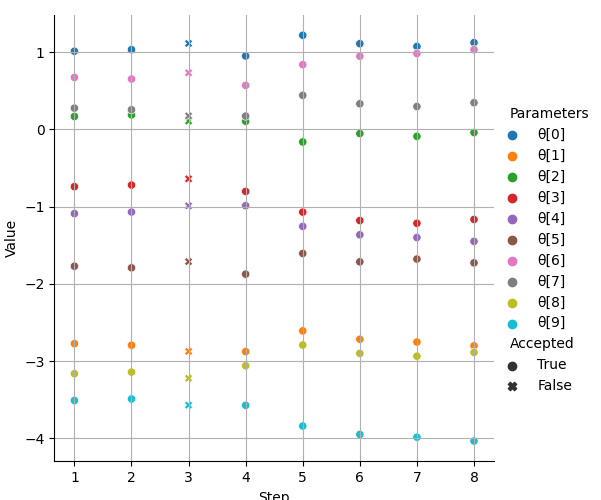 1
0
−1
−2
−3
−4
Value
1 2 3 4 5 6 7 8
Step
Parameters
θ[0]
θ[1]
θ[2]
θ[3]
θ[4]
θ[5]
θ[6]
θ[7]
θ[8]
θ[9]
Accepted
True
False